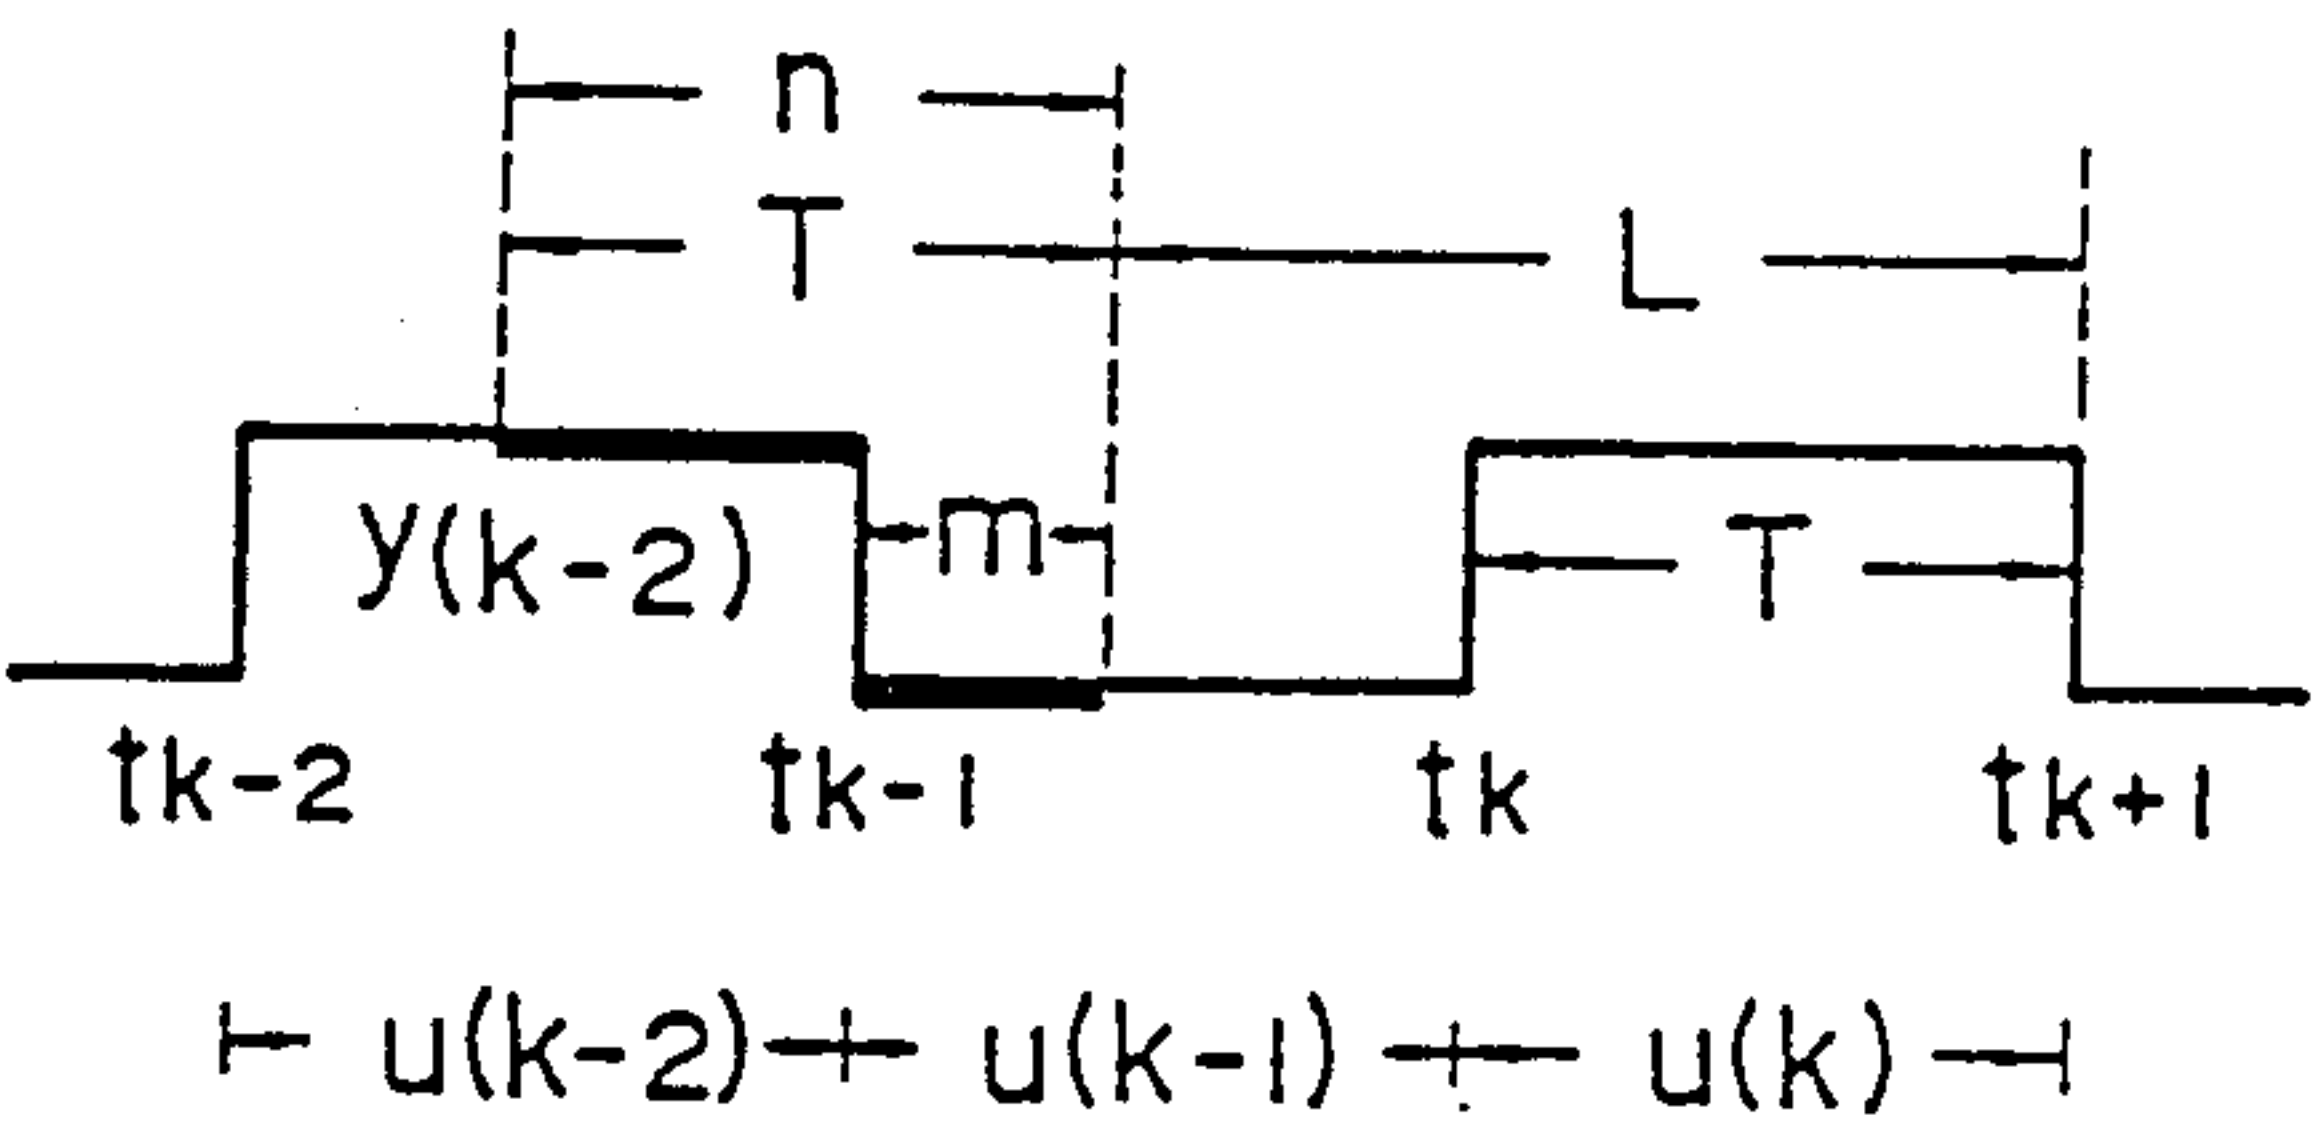 n
T L
y(k-2) m T
tk-2 tk-1 tk tk+1
u(k-2) u(k-1) u(k)